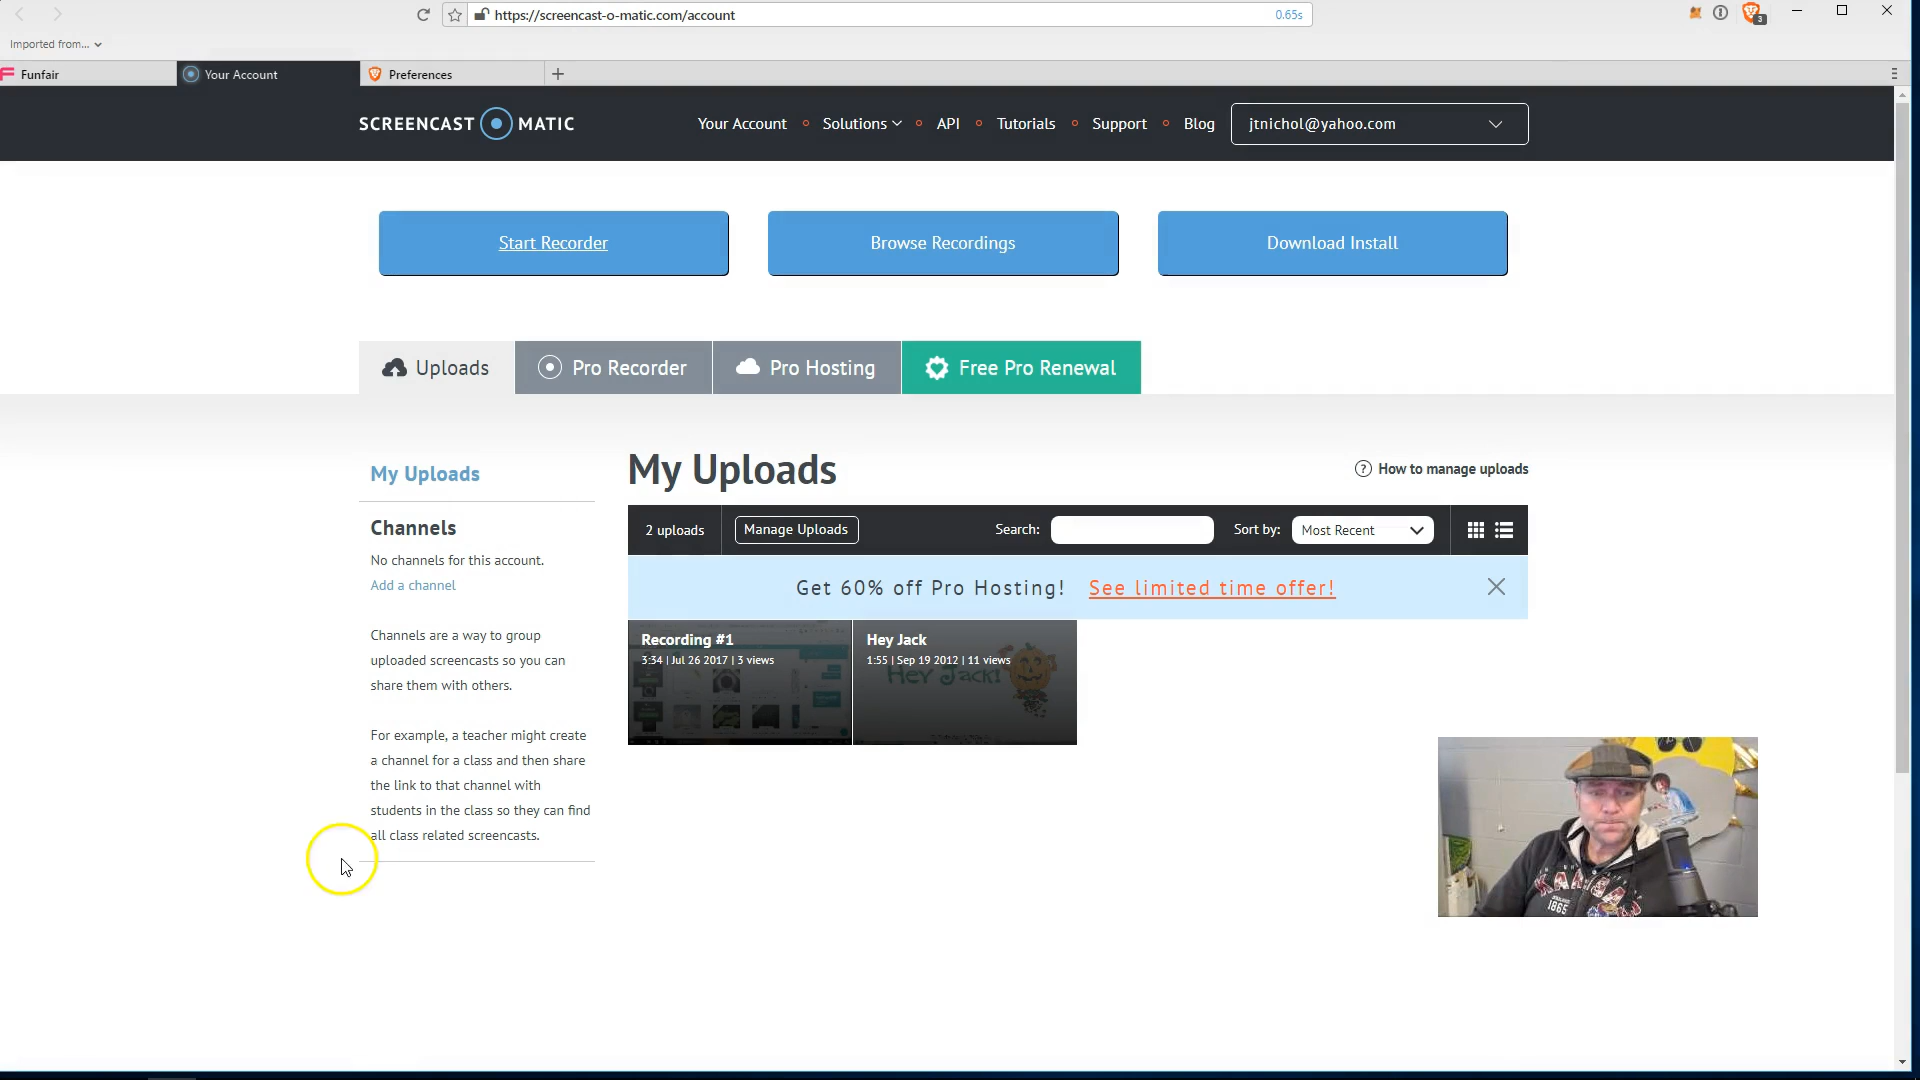 https://screencast-o-matic.com/account
0.65s
3
Imported from...
Funfair
Your Account
Preferences
SCREENCAST MATIC
Your Account
Solutions
API
Tutorials
Support
Blog
jtnichol@yahoo.com
Start Recorder
Browse Recordings
Download Install
Uploads
Pro Recorder
Pro Hosting
Free Pro Renewal
My Uploads
Channels
No channels for this account.
Add a channel
Channels are a way to group
uploaded screencasts so you can
share them with others.
For example, a teacher might create
a channel for a class and then share
the link to that channel with
students in the class so they can find
all class related screencasts.
My Uploads
How to manage uploads
2 uploads
Manage Uploads
Search:
Sort by:
Most Recent
Get 60% off Pro Hosting! See limited time offer!
Recording #1
3:34 | Jul 26 2017 | 3 views
Hey Jack
1:55 | Sep 19 2012 | 11 views
Hey Jack!
1865